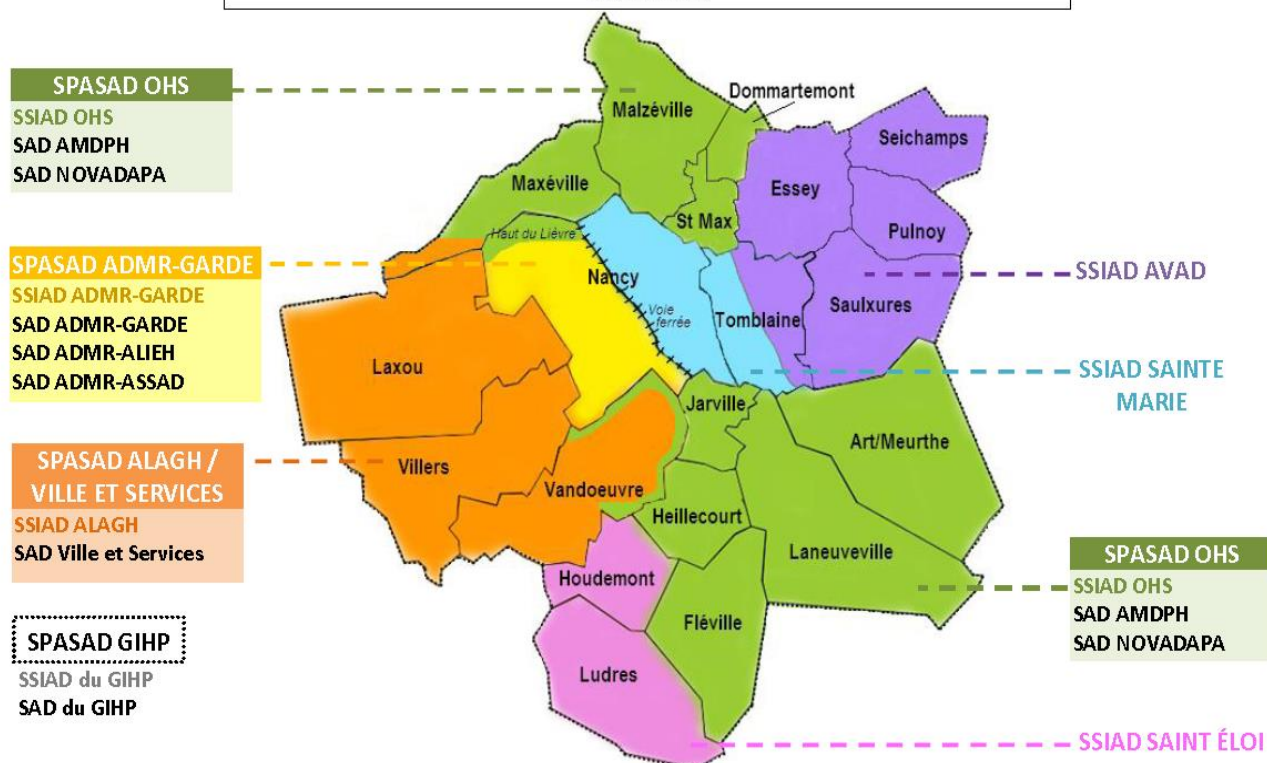 SPASAD OHS
SSIAD OHS
SAD AMDPH
SAD NOVADAPA
SPASAD ADMR-GARDE
SSIAD ADMR-GARDE
SAD ADMR-GARDE
SAD ADMR-ALIEH
SAD ADMR-ASSAD
SPASAD ALAGH /
VILLE ET SERVICES
SSIAD ALAGH
SAD Ville et Services
SPASAD GIHP
SSIAD du GIHP
SAD du GIHP
Dommartemont
Malzéville
Seichamps
Maxéville
Essey
St Max
Pulnoy
Haut du Lièvre
Nancy
Voie
ferrée
Tomblaine
Saulxures
Laxou
Jarville
Art/Meurthe
Villers
Vandoeuvre
Heillecourt
Laneuveville
Houdemont
Fléville
Ludres
SSIAD AVAD
SSIAD SAINTE
MARIE
SPASAD OHS
SSIAD OHS
SAD AMDPH
SAD NOVADAPA
SSIAD SAINT ÉLOI